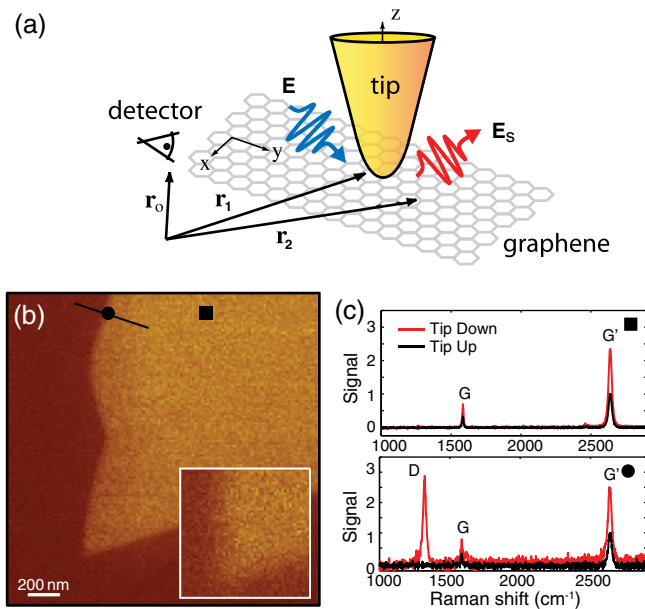 (a)
z
tip
E
E_S
detector
x
y
r_o
r_1
r_2
graphene
(b)
200 nm
(c)
Signal
3
2
1
0
Tip Down
Tip Up
G
G'
1000 1500 2000 2500
Signal
3
2
1
0
D
G
G'
1000 1500 2000 2500
Raman shift (cm⁻¹)